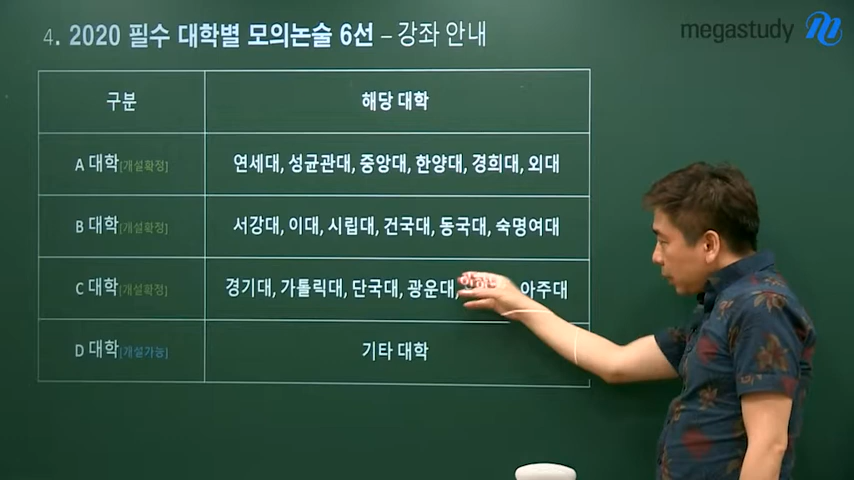 4. 2020 필수 대학별 모의논술 6선 – 강좌 안내
megastudy
구분
해당 대학
A 대학[개설확정]
연세대, 성균관대, 중앙대, 한양대, 경희대, 외대
B 대학[개설확정]
서강대, 이대, 시립대, 건국대, 동국대, 숙명여대
C 대학[개설확정]
경기대, 가톨릭대, 단국대, 광운대, 아주대
D 대학[개설가능]
기타 대학